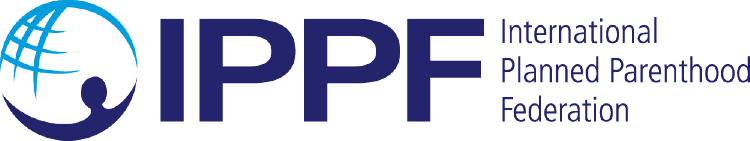 IPPF
International
Planned Parenthood
Federation